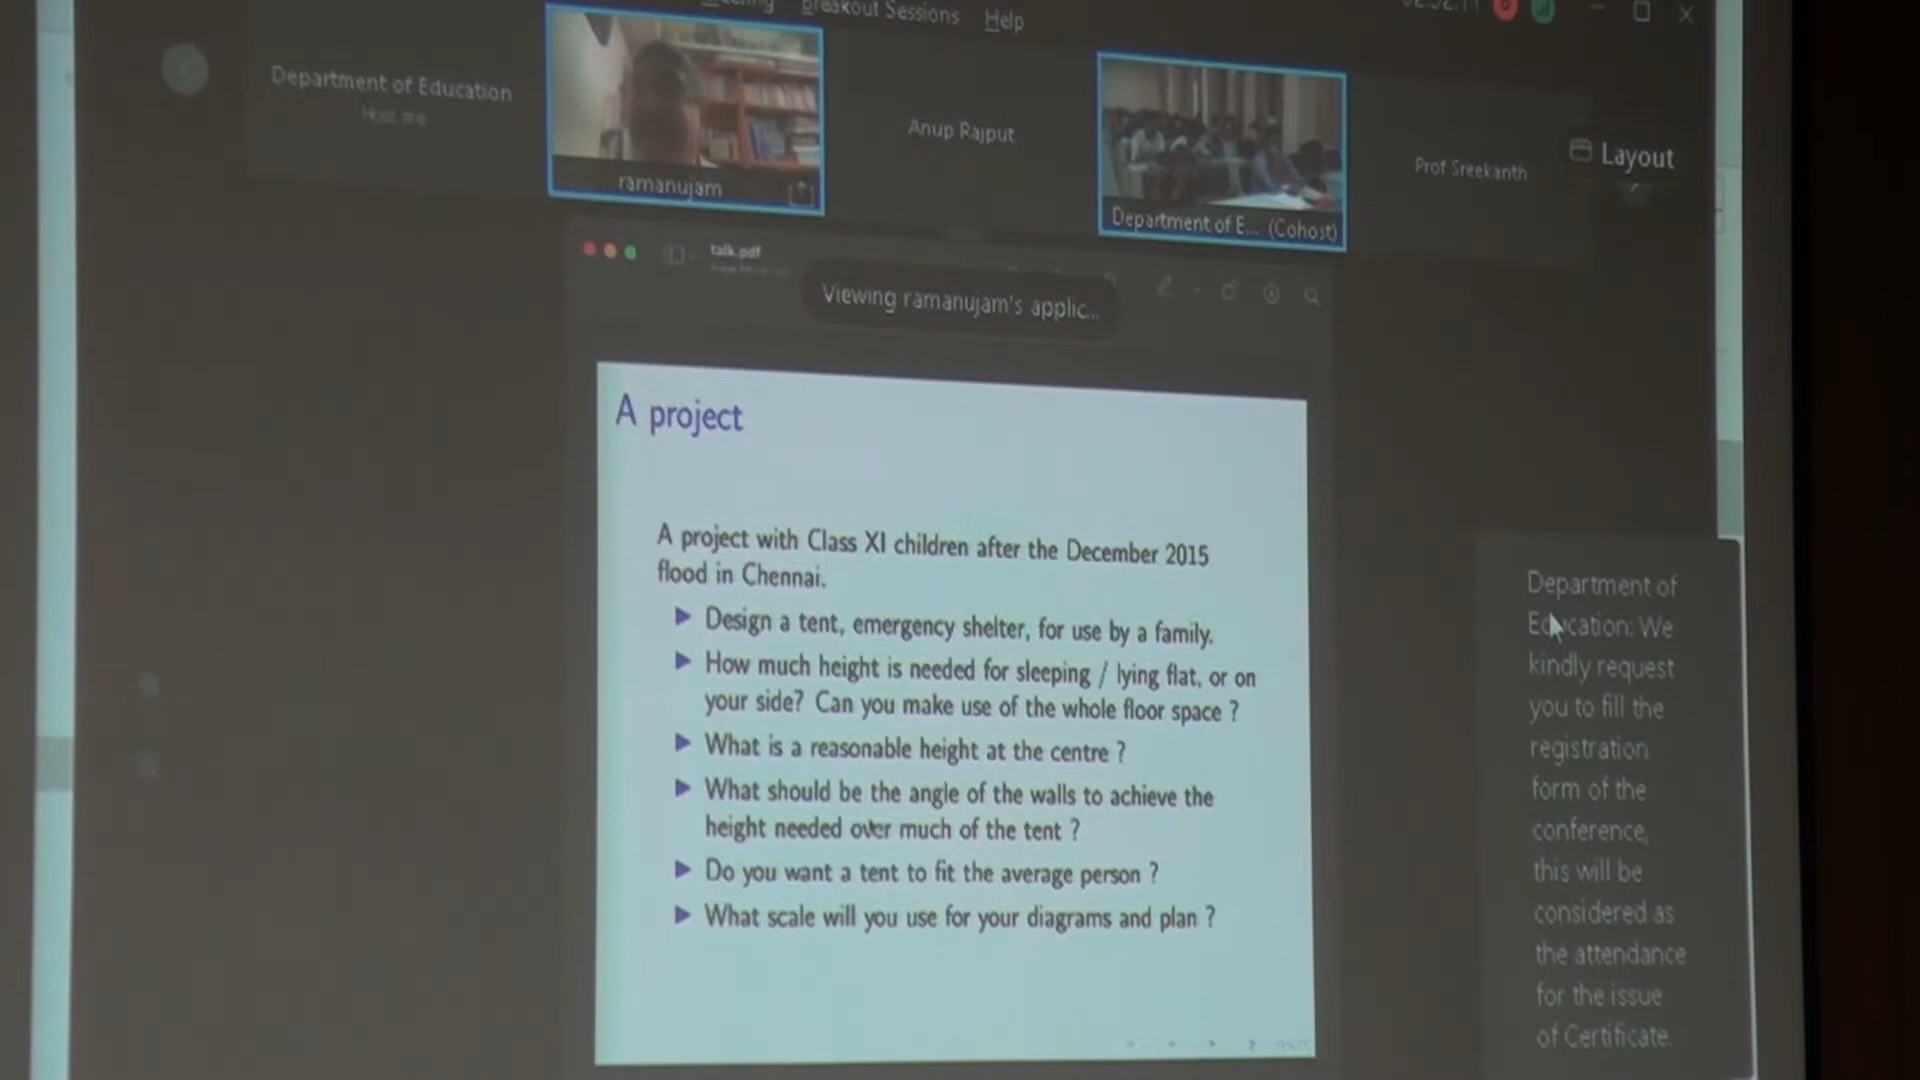 Breakout Sessions Help
Department of Education
Host, me
ramanujam
Anup Rajput
Department of E... (Cohost)
Prof Sreekanth
Layout
talk.pdf
Viewing ramanujam's applic...
A project
A project with Class XI children after the December 2015
flood in Chennai.
Design a tent, emergency shelter, for use by a family.
How much height is needed for sleeping / lying flat, or on
your side? Can you make use of the whole floor space ?
What is a reasonable height at the centre ?
What should be the angle of the walls to achieve the
height needed over much of the tent ?
Do you want a tent to fit the average person ?
What scale will you use for your diagrams and plan ?
Department of
Education: We
kindly request
you to fill the
registration
form of the
conference,
this will be
considered as
the attendance
for the issue
of Certificate.